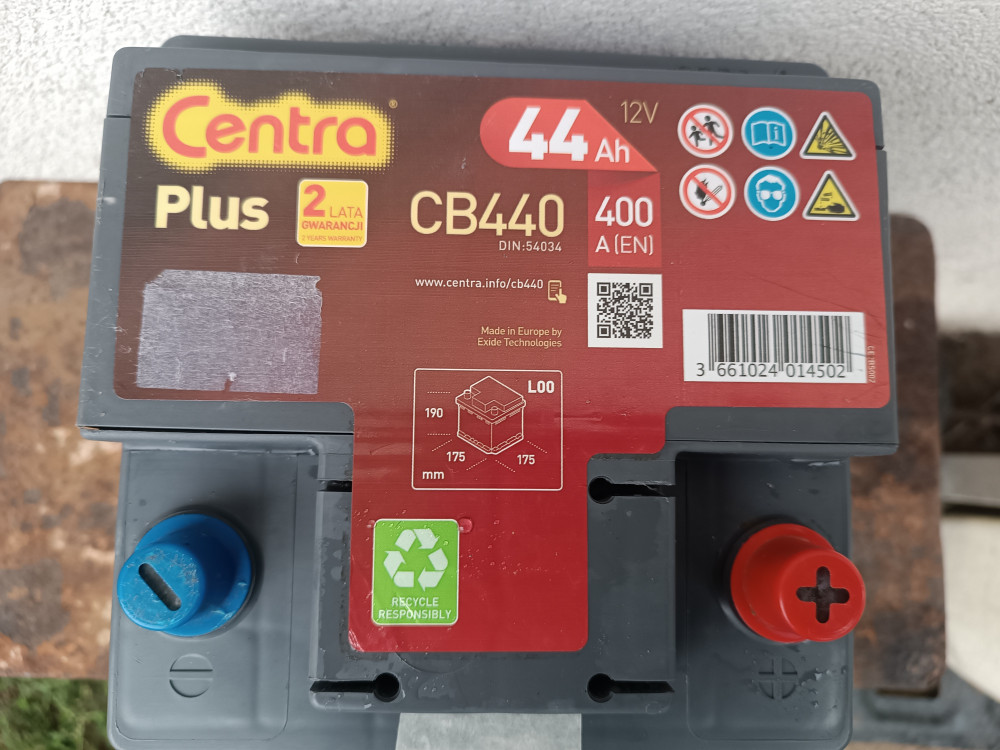 Centra®
Plus
2 LATA
GWARANCJI
2 YEARS WARRANTY
44 Ah
12V
CB440
DIN:54034
400
A (EN)
www.centra.info/cb440
Made in Europe by
Exide Technologies
3 661024 014502
L00
190
175
175
mm
RECYCLE
RESPONSIBLY